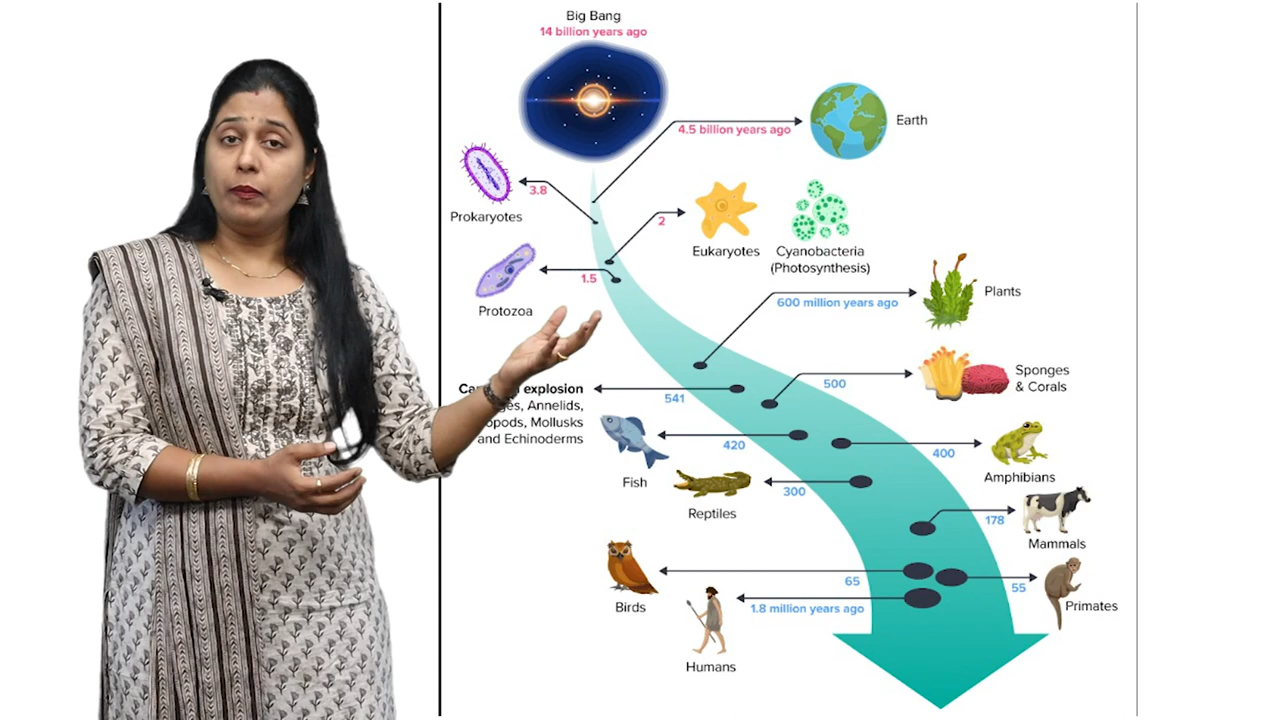 Big Bang
14 billion years ago
4.5 billion years ago
Earth
3.8
Prokaryotes
2
Eukaryotes
Cyanobacteria
(Photosynthesis)
1.5
Protozoa
600 million years ago
Plants
explosion
541
Annelids,
Mollusks
and Echinoderms
500
Sponges
& Corals
420
Fish
400
Amphibians
300
Reptiles
178
Mammals
65
Birds
55
Primates
1.8 million years ago
Humans